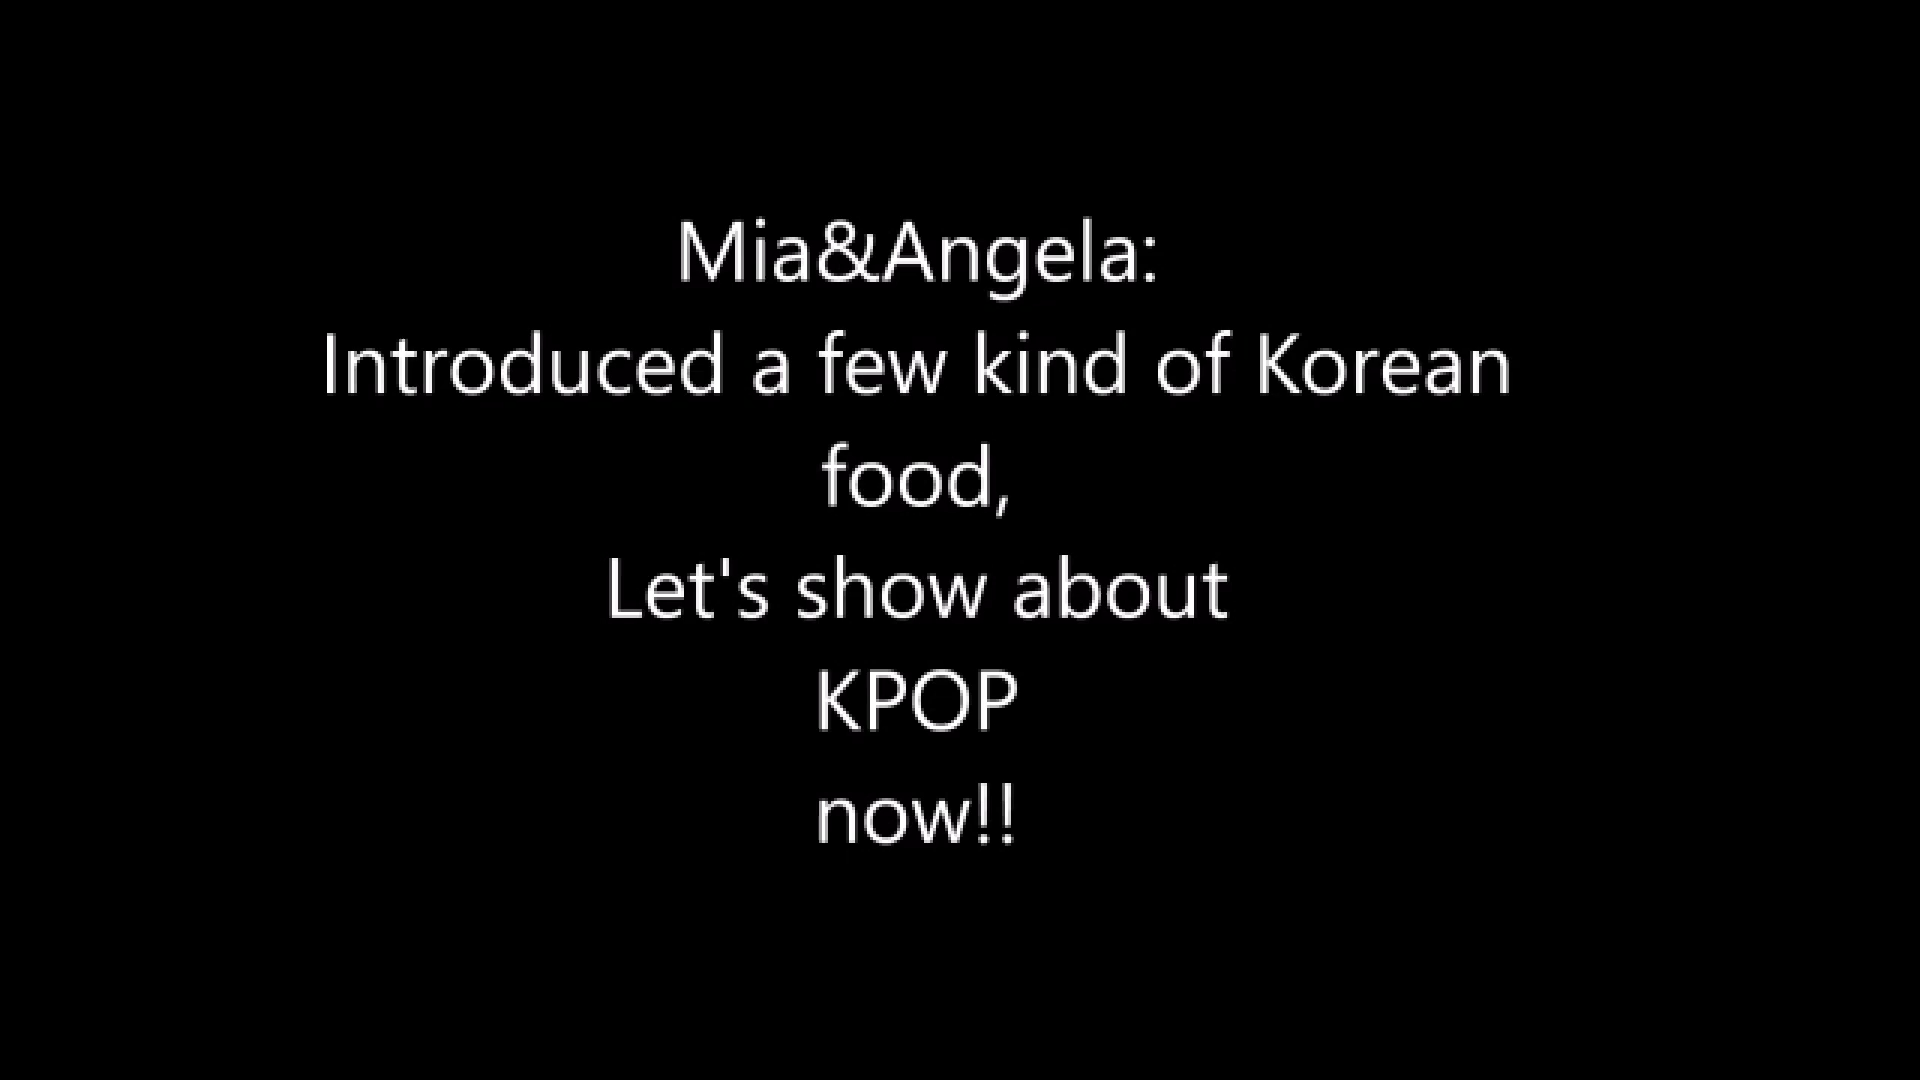 Mia&Angela:
Introduced a few kind of Korean
food,
Let's show about
KPOP
now!!